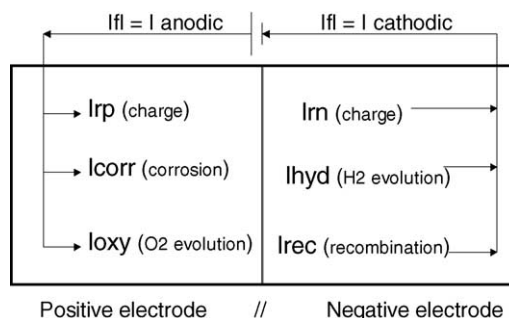 Ifl = I anodic
Ifl = I cathodic
Irp (charge)
Icorr (corrosion)
Ioxy (O2 evolution)
Irn (charge)
Ihyd (H2 evolution)
Irec (recombination)
Positive electrode // Negative electrode